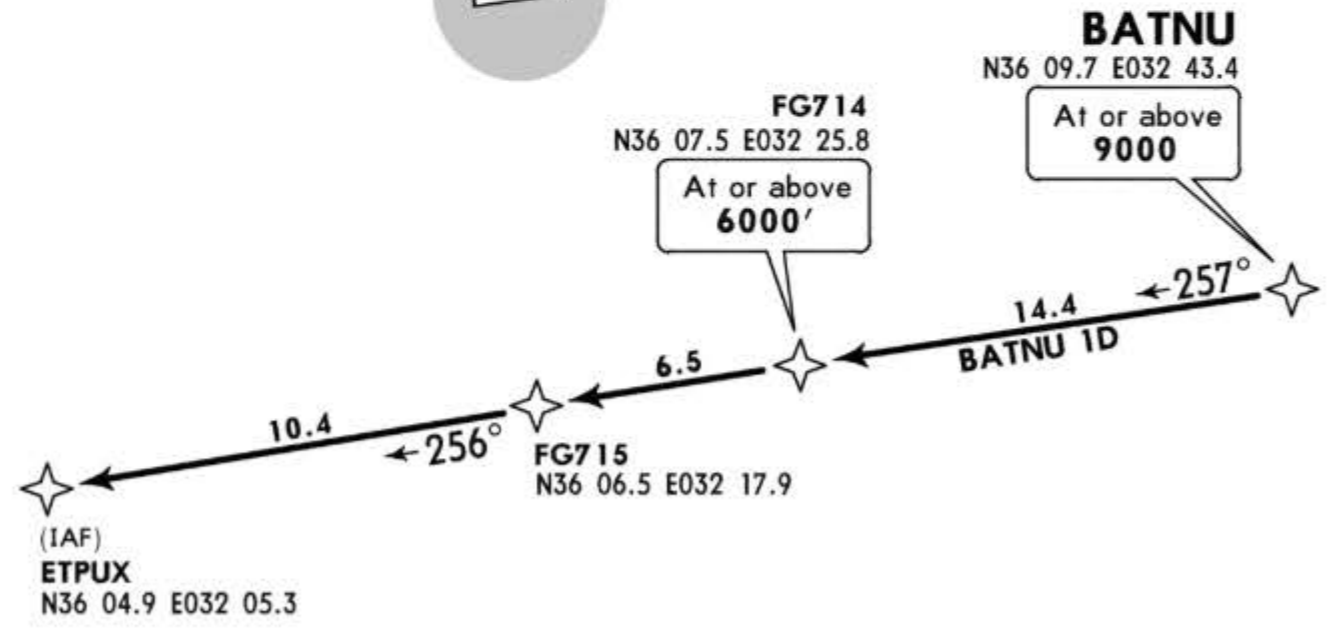 BATNU
N36 09.7 E032 43.4
At or above
9000
FG714
N36 07.5 E032 25.8
At or above
6000′
←257°
14.4
BATNU 1D
6.5
10.4
←256°
FG715
N36 06.5 E032 17.9
(IAF)
ETPUX
N36 04.9 E032 05.3